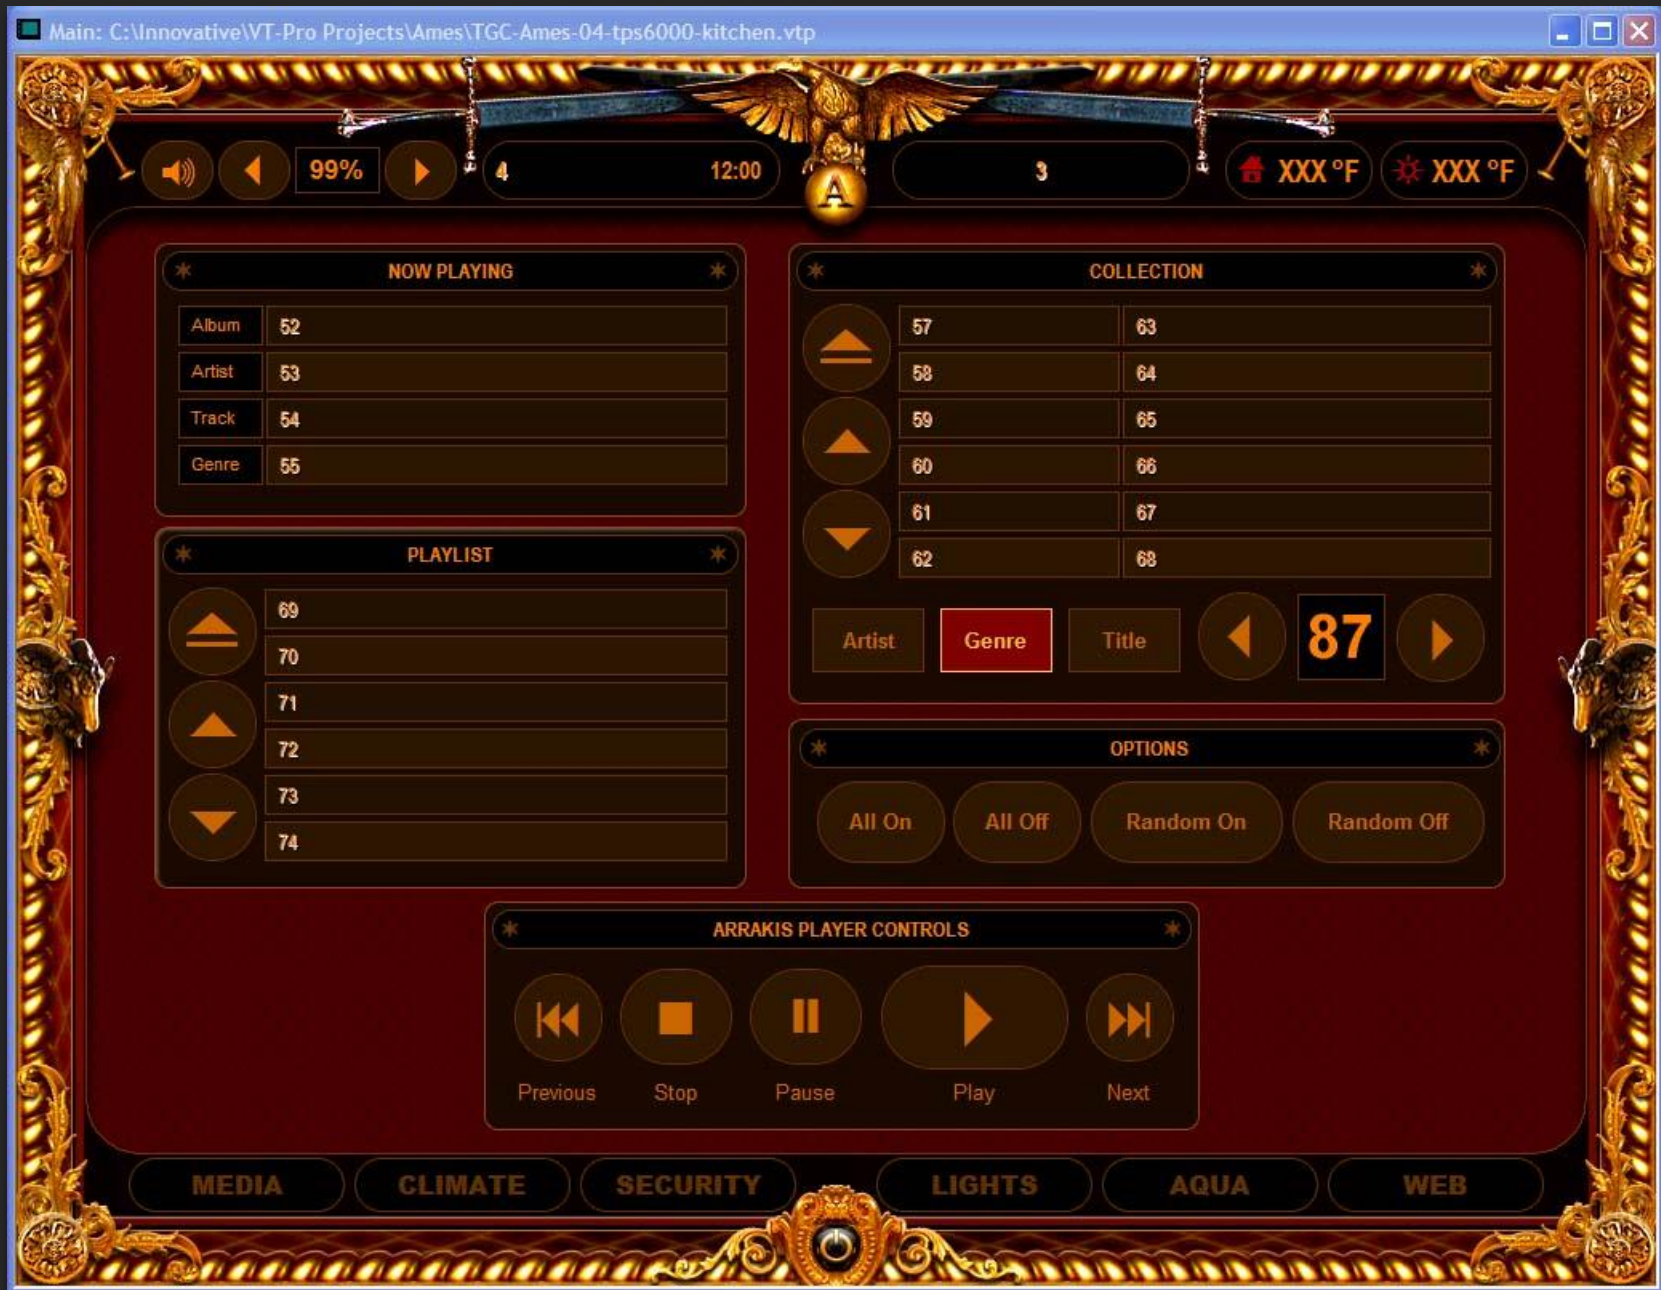 Main: C:\Innovative\VT-Pro Projects\Ames\TGC-Ames-04-tps6000-kitchen.vtp
99%
4 12:00
A
3
XXX °F
XXX °F
NOW PLAYING
Album 52
Artist 53
Track 54
Genre 55
PLAYLIST
69
70
71
72
73
74
COLLECTION
57 63
58 64
59 65
60 66
61 67
62 68
Artist Genre Title 87
OPTIONS
All On All Off Random On Random Off
ARRAKIS PLAYER CONTROLS
Previous Stop Pause Play Next
MEDIA CLIMATE SECURITY LIGHTS AQUA WEB